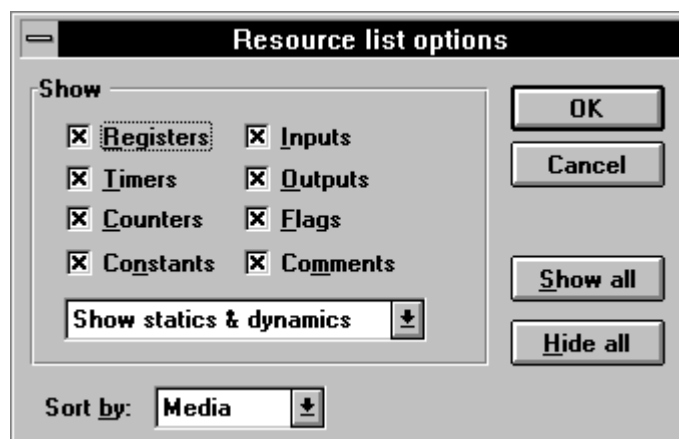 Resource list options
Show
Registers
Inputs
Timers
Outputs
Counters
Flags
Constants
Comments
Show statics & dynamics
Sort by: Media
OK
Cancel
Show all
Hide all